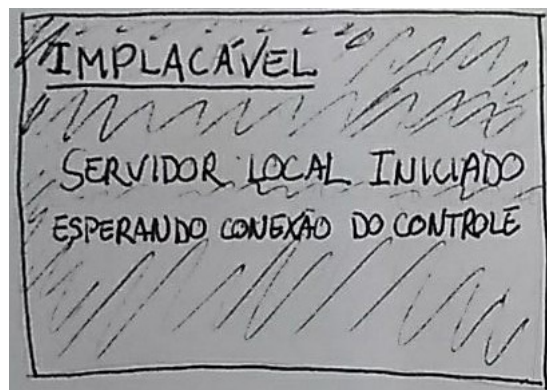 IMPLACÁVEL
SERVIDOR LOCAL INICIADO
ESPERANDO CONEXÃO DO CONTROLE